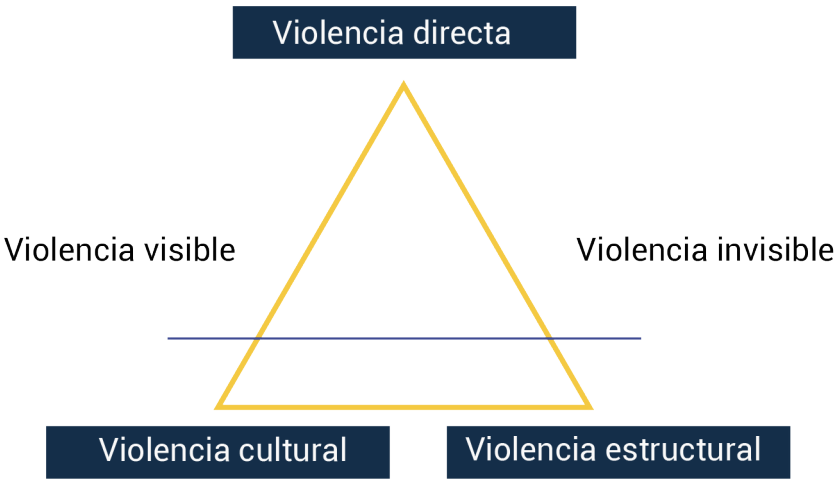 Violencia directa
Violencia visible
Violencia invisible
Violencia cultural
Violencia estructural